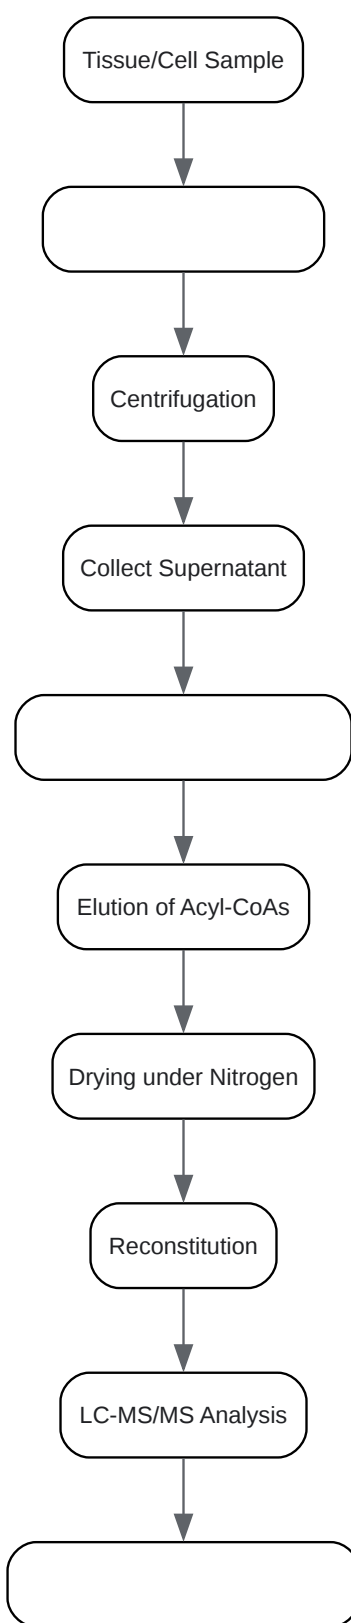 Tissue/Cell Sample
Centrifugation
Collect Supernatant
Elution of Acyl-CoAs
Drying under Nitrogen
Reconstitution
LC-MS/MS Analysis